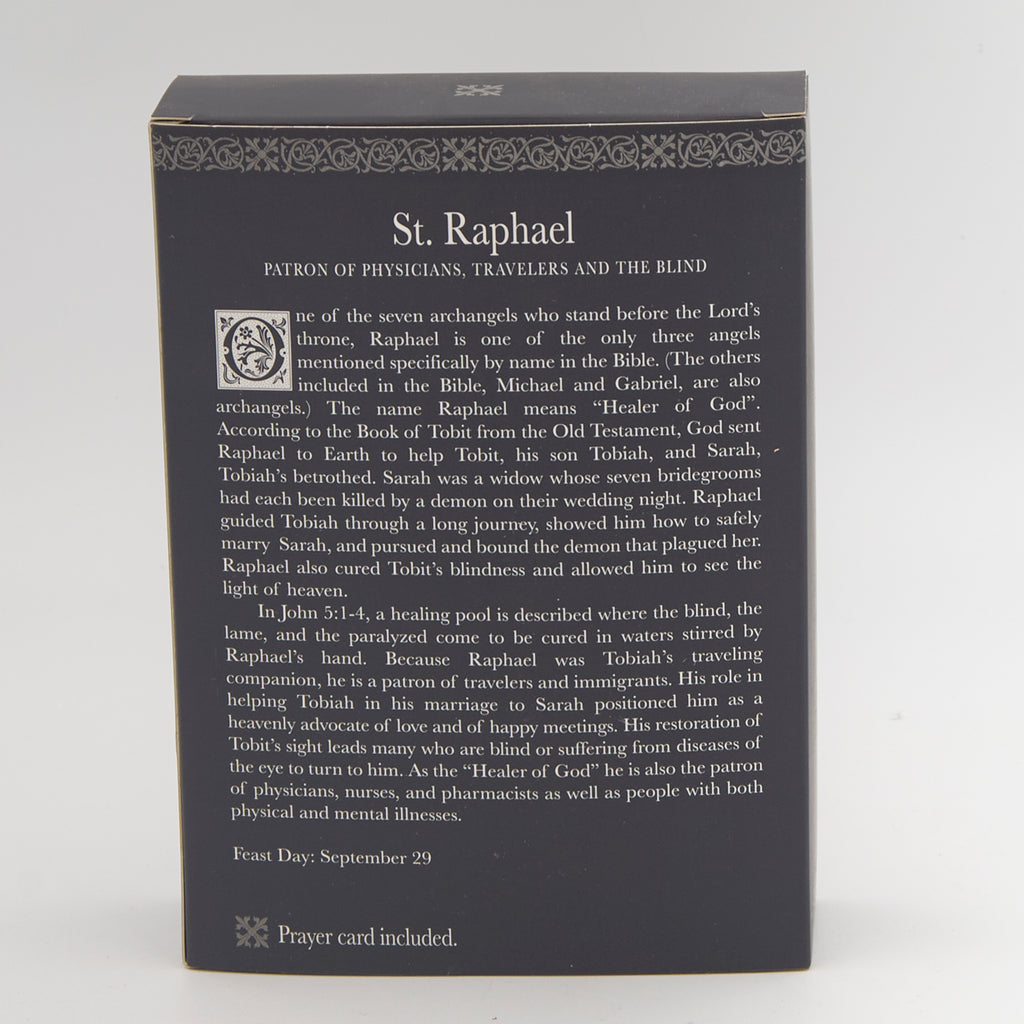 St. Raphael
PATRON OF PHYSICIANS, TRAVELERS AND THE BLIND
One of the seven archangels who stand before the Lord's
throne, Raphael is one of the only three angels
mentioned specifically by name in the Bible. (The others
included in the Bible, Michael and Gabriel, are also
archangels.) The name Raphael means “Healer of God”.
According to the Book of Tobit from the Old Testament, God sent
Raphael to Earth to help Tobit, his son Tobiah, and Sarah,
Tobiah's betrothed. Sarah was a widow whose seven bridegrooms
had each been killed by a demon on their wedding night. Raphael
guided Tobiah through a long journey, showed him how to safely
marry Sarah, and pursued and bound the demon that plagued her.
Raphael also cured Tobit's blindness and allowed him to see the
light of heaven.
In John 5:1-4, a healing pool is described where the blind, the
lame, and the paralyzed come to be cured in waters stirred by
Raphael's hand. Because Raphael was Tobiah's traveling
companion, he is a patron of travelers and immigrants. His role in
helping Tobiah in his marriage to Sarah positioned him as a
heavenly advocate of love and of happy meetings. His restoration of
Tobit's sight leads many who are blind or suffering from diseases of
the eye to turn to him. As the “Healer of God” he is also the patron
of physicians, nurses, and pharmacists as well as people with both
physical and mental illnesses.
Feast Day: September 29
Prayer card included.